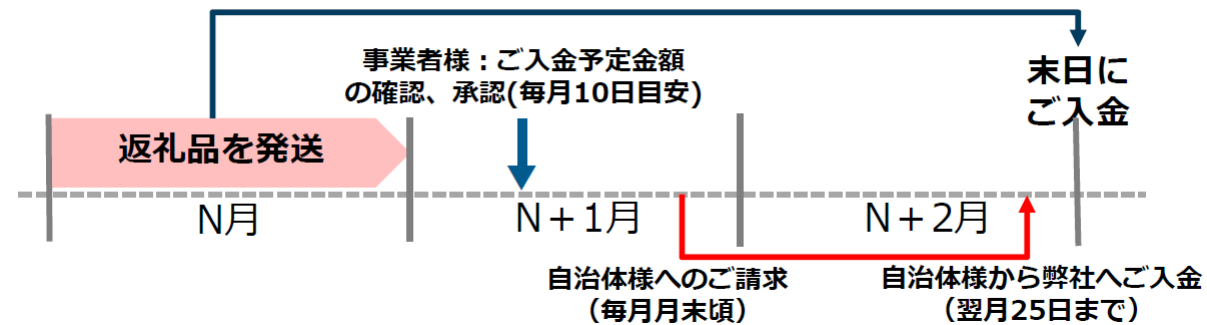 事業者様：ご入金予定金額
の確認、承認(毎月10日目安)
末日に
ご入金
返礼品を発送
N月
N＋1月
N＋2月
自治体様へのご請求
（毎月月末頃）
自治体様から弊社へご入金
（翌月25日まで）